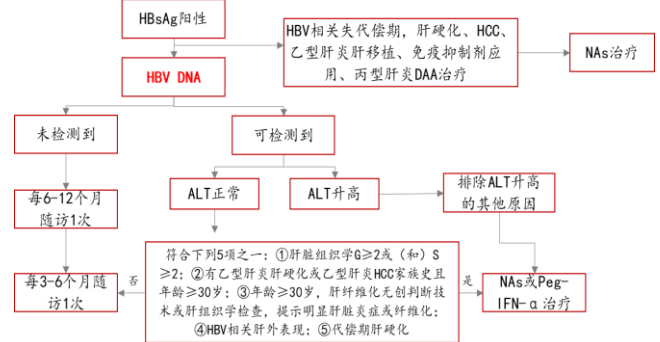 HBsAg阳性
HBV相关失代偿期，肝硬化、HCC、
乙型肝炎肝移植、免疫抑制剂应
用、丙型肝炎DAA治疗
NAs治疗
HBV DNA
未检测到
可检测到
每6-12个月
随访1次
ALT正常
ALT升高
排除ALT升高
的其他原因
每3-6个月随
访1次
否
符合下列5项之一：①肝脏组织学G≥2或（和）S
≥2；②有乙型肝炎肝硬化或乙型肝炎HCC家族史且
年龄≥30岁；③年龄≥30岁，肝纤维化无创判断技
术或肝组织学检查，提示明显肝脏炎症或纤维化；
④HBV相关肝外表现；⑤代偿期肝硬化
是
NAs或Peg-
IFN-α治疗